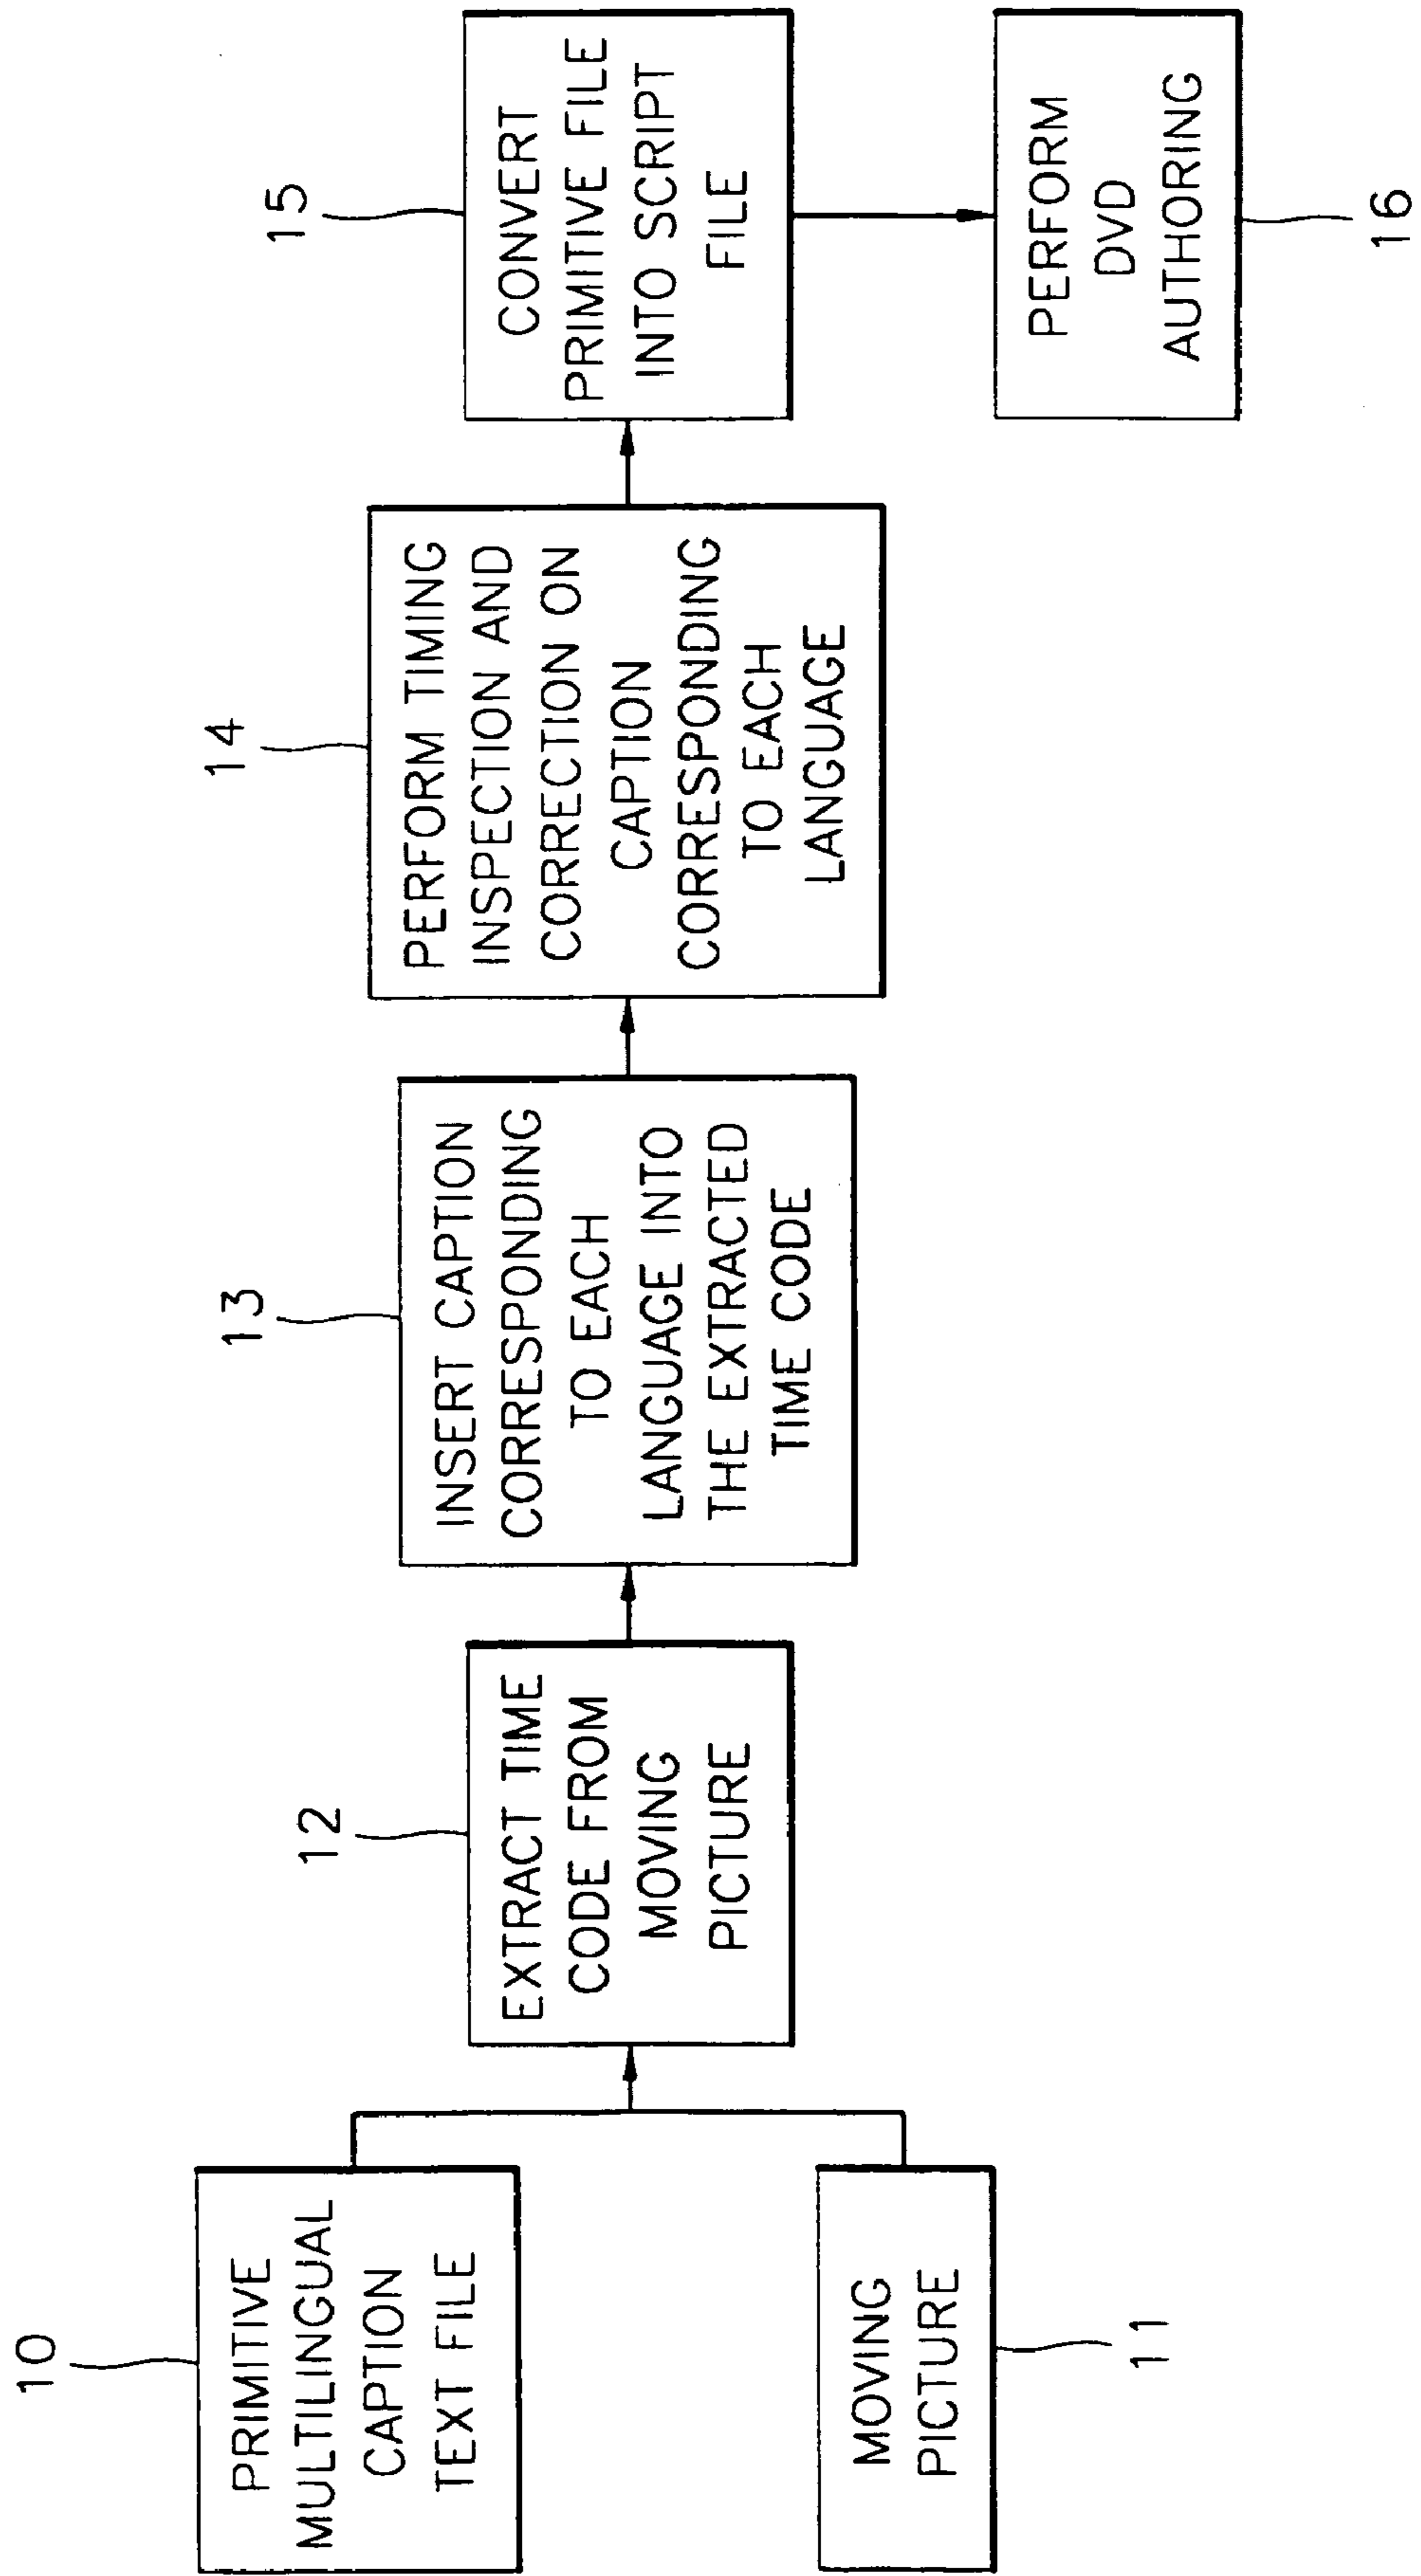 10
PRIMITIVE
MULTILINGUAL
CAPTION
TEXT FILE
MOVING
PICTURE
11
12
EXTRACT TIME
CODE FROM
MOVING
PICTURE
13
INSERT CAPTION
CORRESPONDING
TO EACH
LANGUAGE INTO
THE EXTRACTED
TIME CODE
14
PERFORM TIMING
INSPECTION AND
CORRECTION ON
CAPTION
CORRESPONDING
TO EACH
LANGUAGE
15
CONVERT
PRIMITIVE FILE
INTO SCRIPT
FILE
PERFORM
DVD
AUTHORING
16